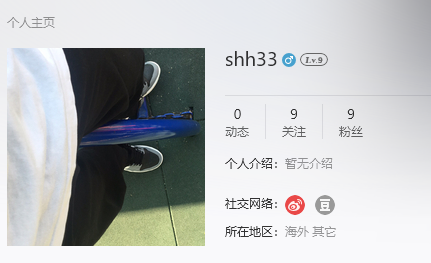 个人主页
shh33 Lv.9
0 9 9
动态 关注 粉丝
个人介绍：暂无介绍
社交网络： 豆
所在地区：海外 其它